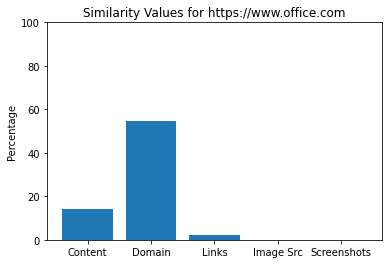 Similarity Values for https://www.office.com
Percentage
100
80
60
40
20
0
Content Domain Links Image Src Screenshots